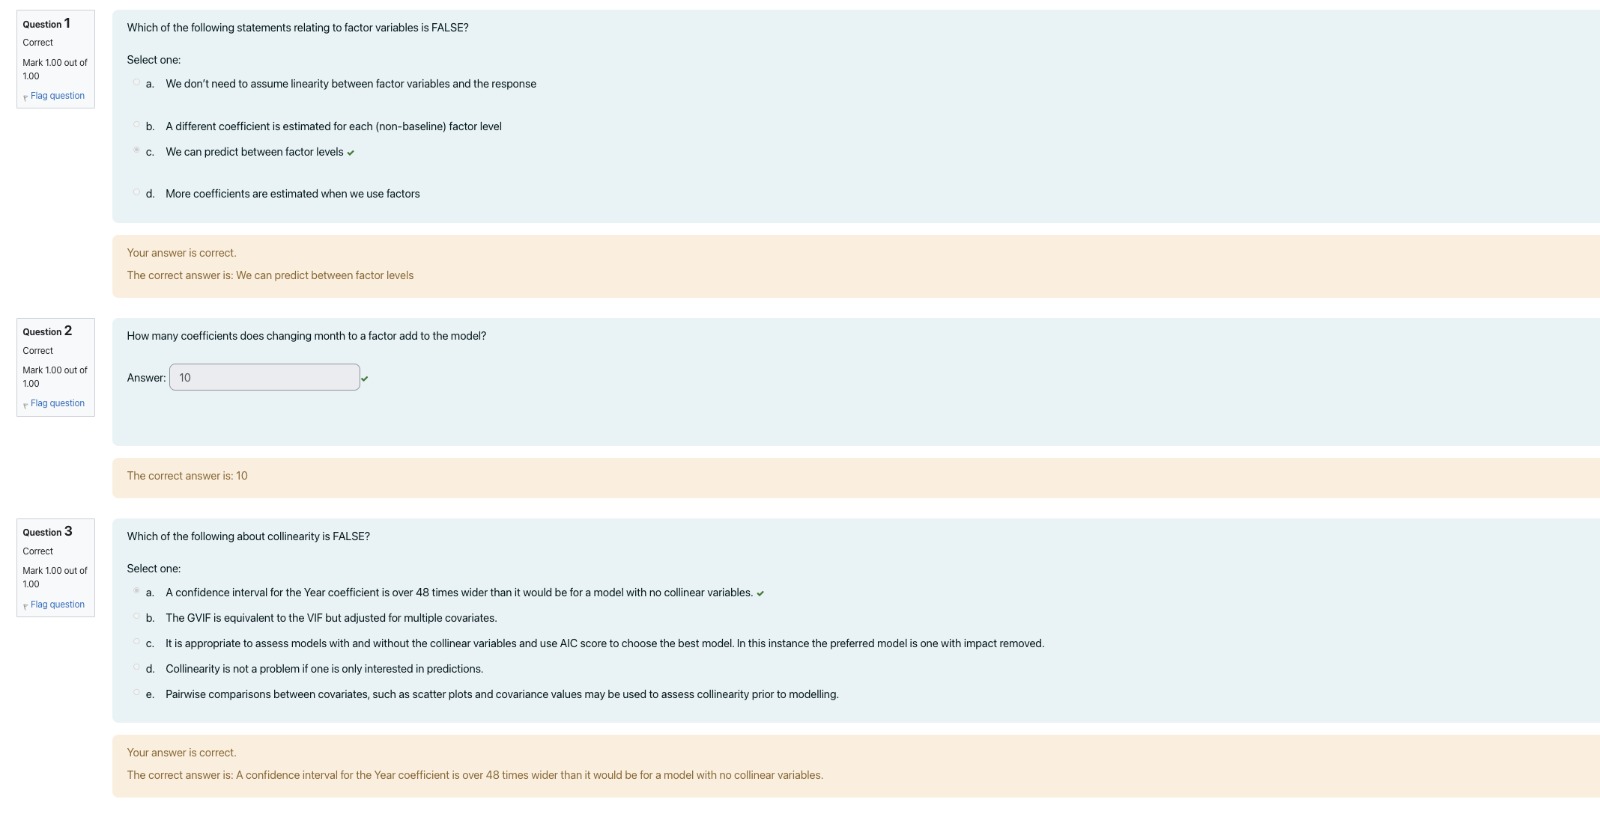 Question 1
Correct
Mark 1.00 out of
1.00
Flag question
Which of the following statements relating to factor variables is FALSE?
Select one:
a. We don't need to assume linearity between factor variables and the response
b. A different coefficient is estimated for each (non-baseline) factor level
c. We can predict between factor levels
d. More coefficients are estimated when we use factors
Your answer is correct.
The correct answer is: We can predict between factor levels
Question 2
Correct
Mark 1.00 out of
1.00
Flag question
How many coefficients does changing month to a factor add to the model?
Answer: 10
The correct answer is: 10
Question 3
Correct
Mark 1.00 out of
1.00
Flag question
Which of the following about collinearity is FALSE?
Select one:
a. A confidence interval for the Year coefficient is over 48 times wider than it would be for a model with no collinear variables.
b. The GVIF is equivalent to the VIF but adjusted for multiple covariates.
c. It is appropriate to assess models with and without the collinear variables and use AIC score to choose the best model. In this instance the preferred model is one with impact removed.
d. Collinearity is not a problem if one is only interested in predictions.
e. Pairwise comparisons between covariates, such as scatter plots and covariance values may be used to assess collinearity prior to modelling.
Your answer is correct.
The correct answer is: A confidence interval for the Year coefficient is over 48 times wider than it would be for a model with no collinear variables.